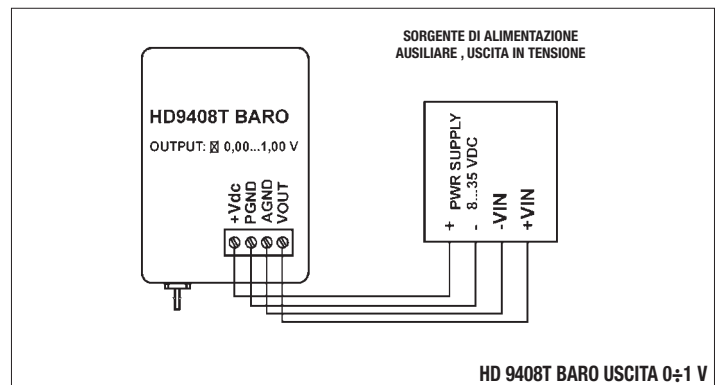 SORGENTE DI ALIMENTAZIONE
AUSILIARE , USCITA IN TENSIONE
HD9408T BARO
OUTPUT: ☒ 0,00...1,00 V
+Vdc
PGND
AGND
VOUT
+ PWR SUPPLY
- 8...35 VDC
-VIN
+VIN
HD 9408T BARO USCITA 0÷1 V